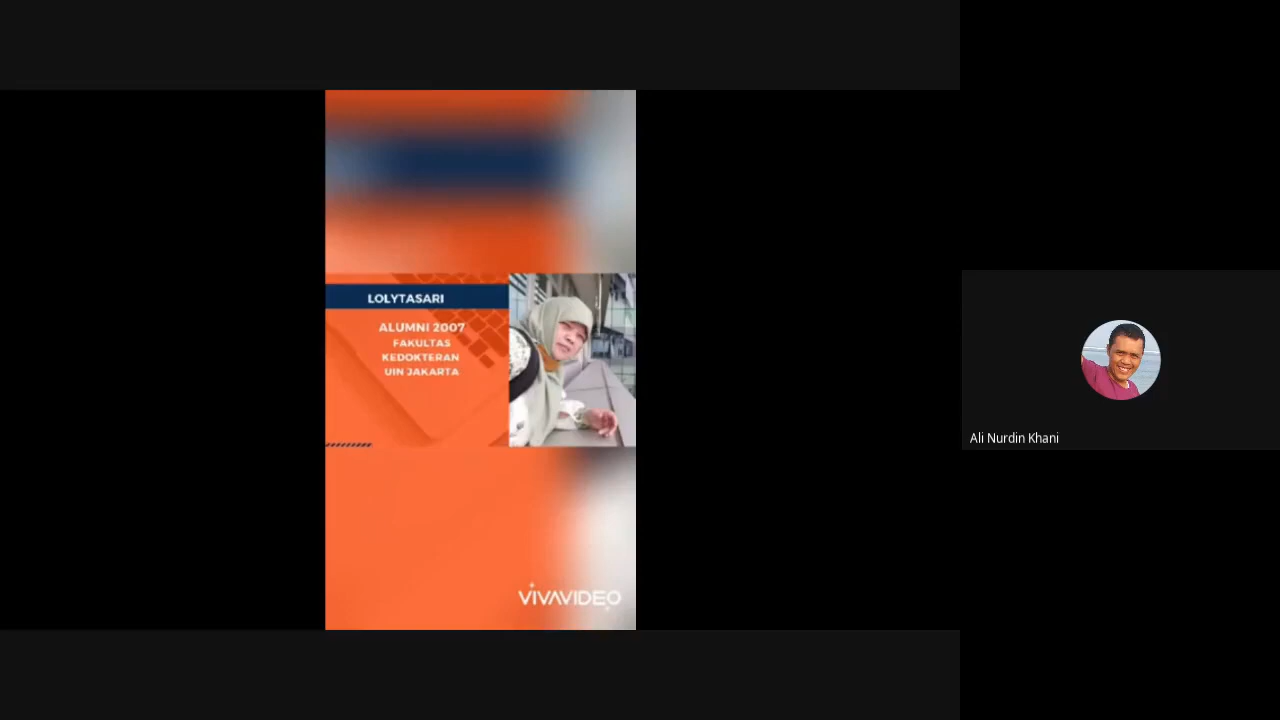 LOLYTASARI
ALUMNI 2007
FAKULTAS
KEDOKTERAN
UIN JAKARTA
VIVAVIDEO
Ali Nurdin Khani